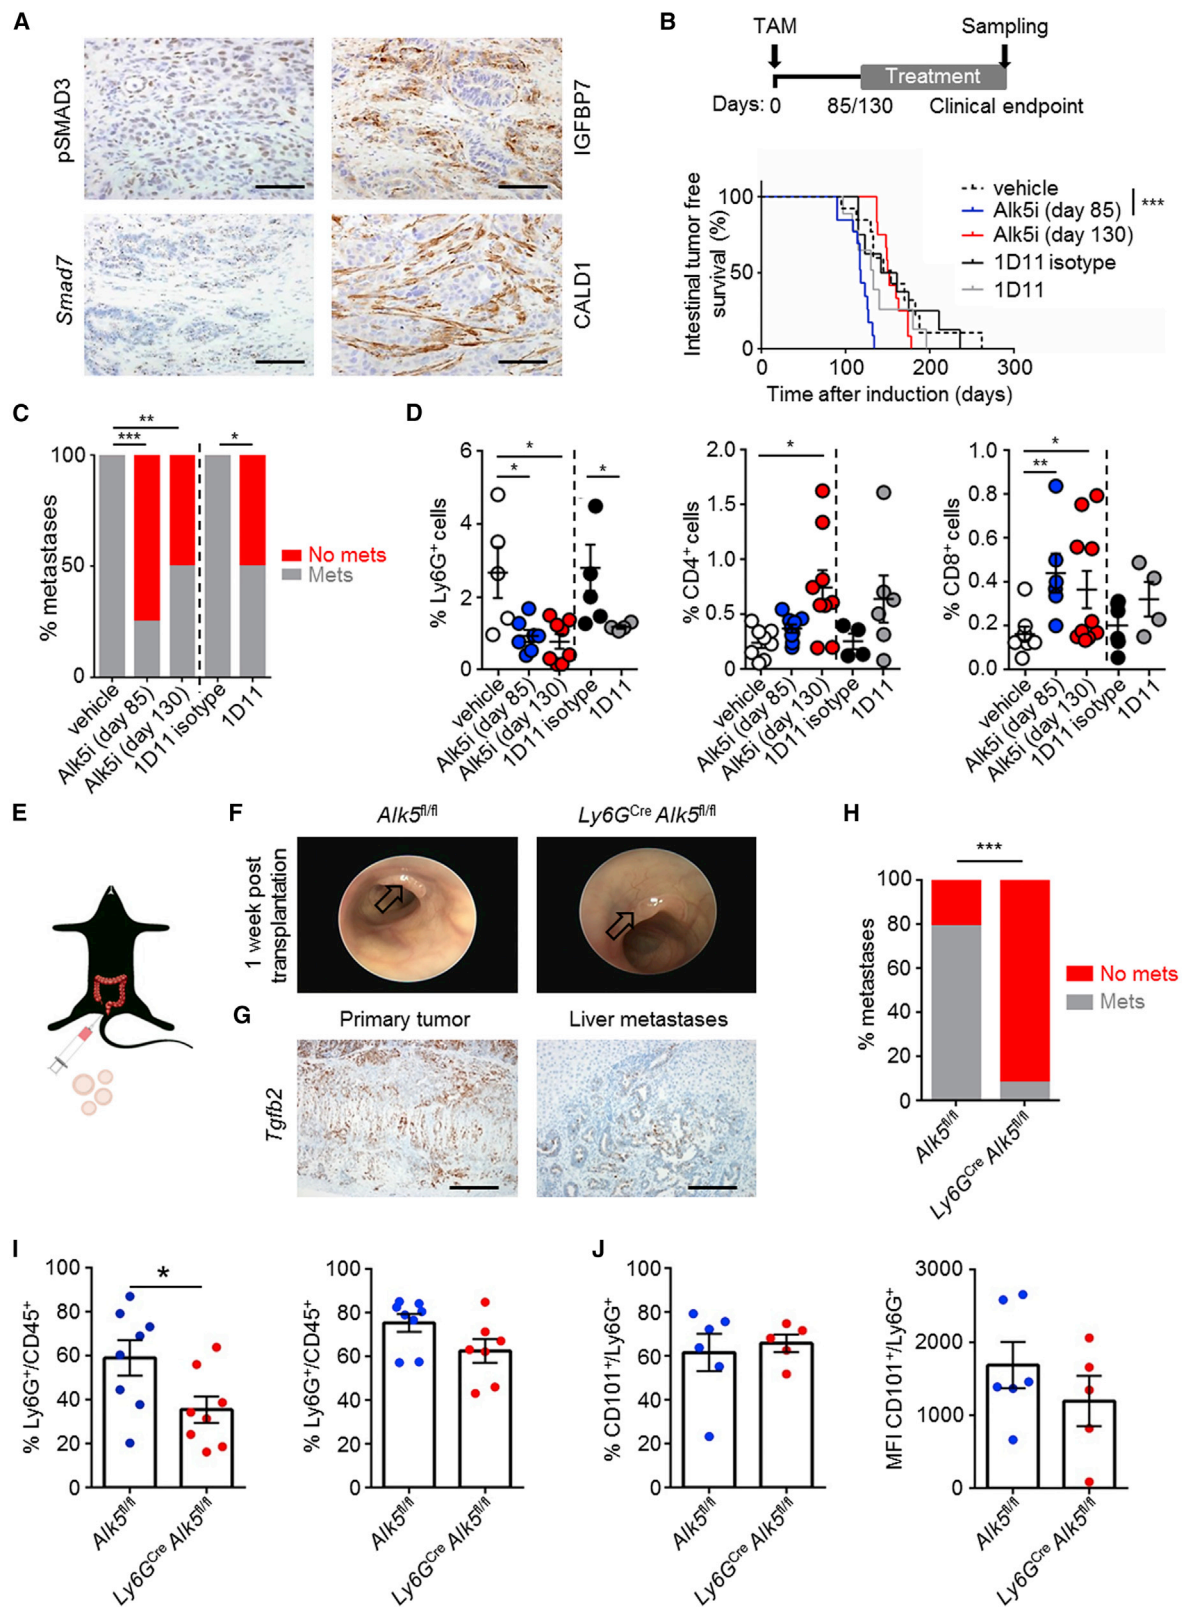 A
pSMAD3
IGFBP7
Smad7
CALD1
B
TAM
Sampling
Treatment
Days: 0
85/130
Clinical endpoint
Intestinal tumor free
survival (%)
100
50
0
0
100
200
300
Time after induction (days)
vehicle
Alk5i (day 85)
***
Alk5i (day 130)
1D11 isotype
1D11
C
% metastases
100
50
0
***
**
*
No mets
Mets
vehicle
Alk5i (day 85)
Alk5i (day 130)
1D11 isotype
1D11
D
% Ly6G+ cells
6
4
2
0
*
*
*
vehicle
Alk5i (day 85)
Alk5i (day 130)
1D11 isotype
1D11
% CD4+ cells
2.0
1.5
1.0
0.5
0
*
vehicle
Alk5i (day 85)
Alk5i (day 130)
1D11 isotype
1D11
% CD8+ cells
1.0
0.8
0.6
0.4
0.2
0.0
*
**
vehicle
Alk5i (day 85)
Alk5i (day 130)
1D11 isotype
1D11
E
F
Alk5fl/fl
Ly6GCre Alk5fl/fl
1 week post
transplantation
G
Primary tumor
Liver metastases
Tgfb2
H
***
% metastases
100
80
60
40
20
0
No mets
Mets
Alk5fl/fl
Ly6GCre Alk5fl/fl
I
% Ly6G+/CD45+
100
80
60
40
20
0
*
Alk5fl/fl
Ly6GCre Alk5fl/fl
% Ly6G+/CD45+
100
80
60
40
20
0
Alk5fl/fl
Ly6GCre Alk5fl/fl
J
% CD101+/Ly6G+
100
80
60
40
20
0
Alk5fl/fl
Ly6GCre Alk5fl/fl
MFI CD101+/Ly6G+
3000
2000
1000
0
Alk5fl/fl
Ly6GCre Alk5fl/fl